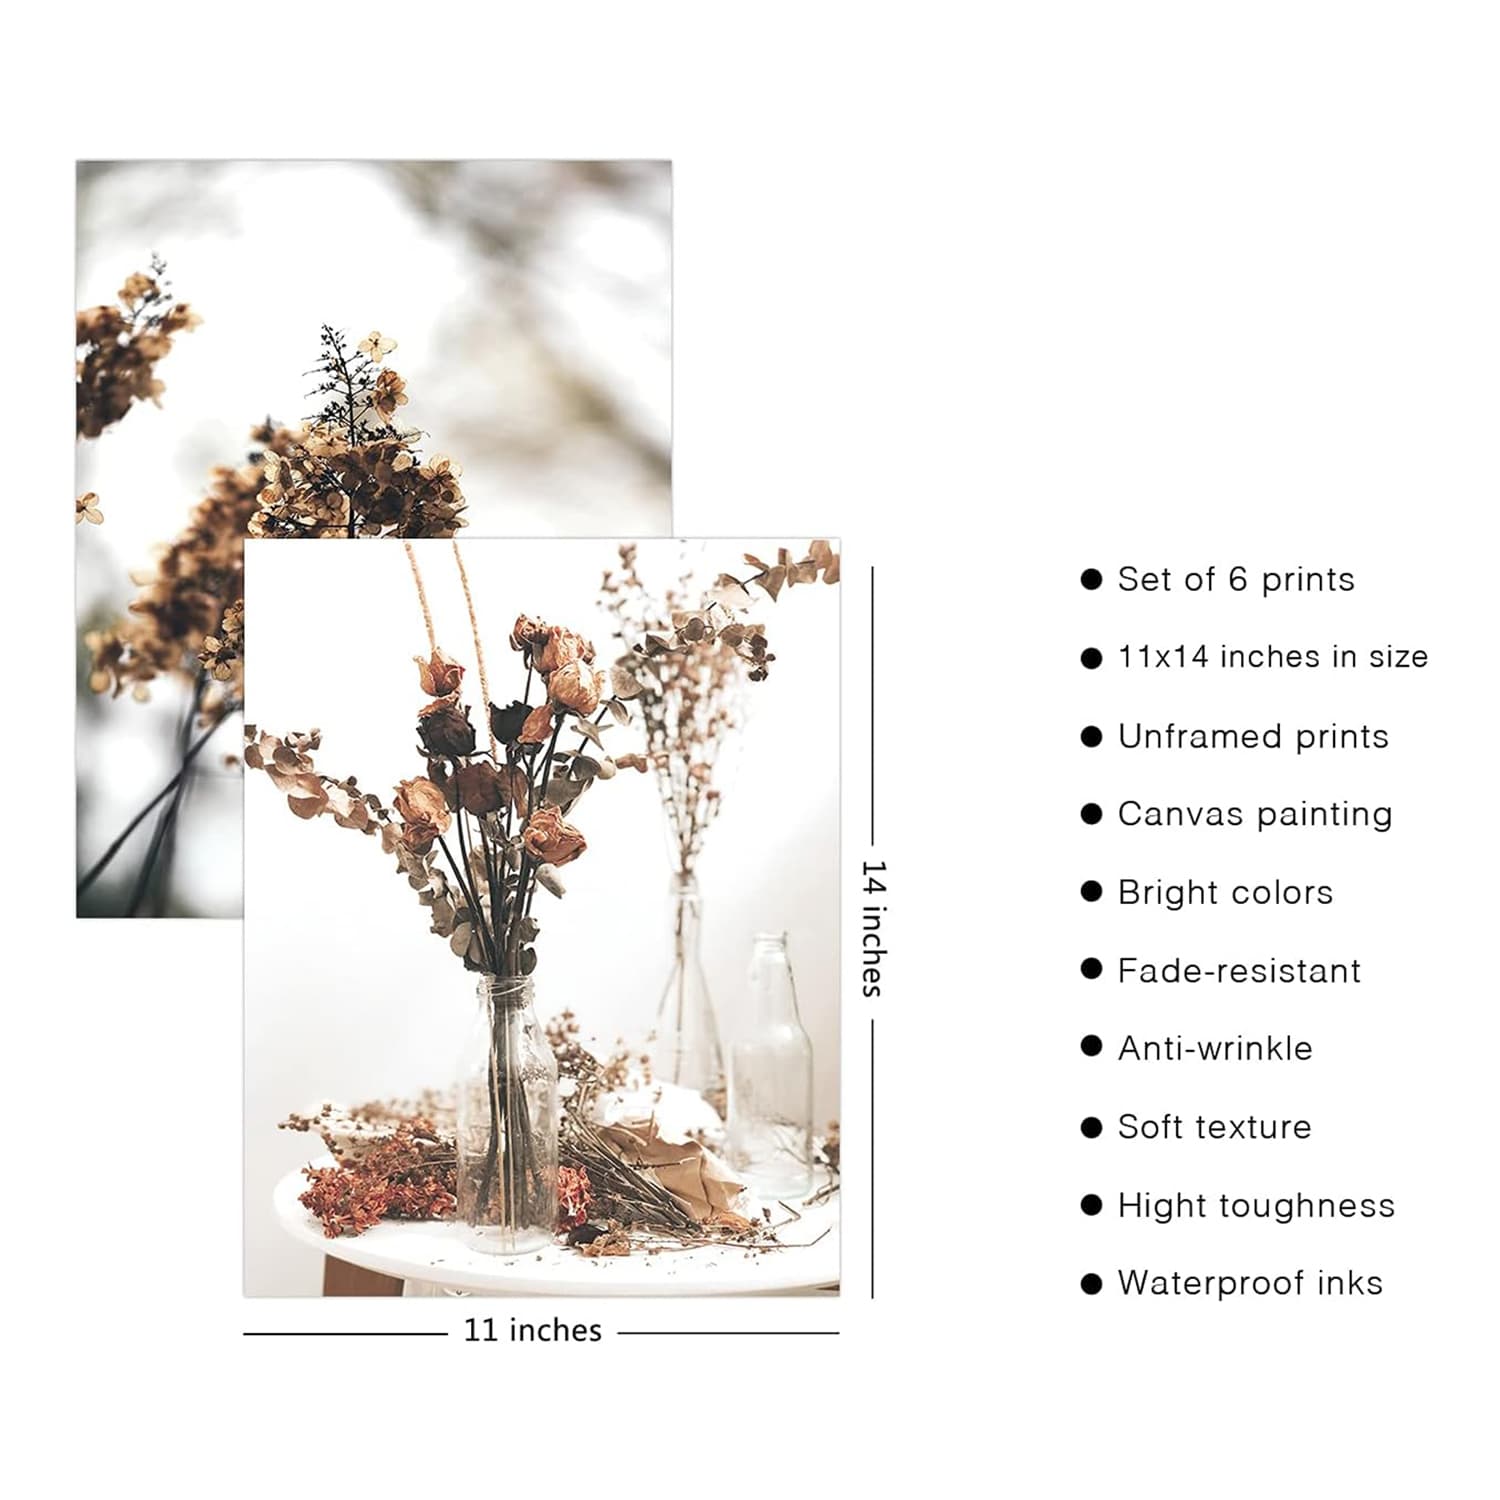 Set of 6 prints
11x14 inches in size
Unframed prints
Canvas painting
Bright colors
Fade-resistant
Anti-wrinkle
Soft texture
Hight toughness
Waterproof inks
14 inches
11 inches